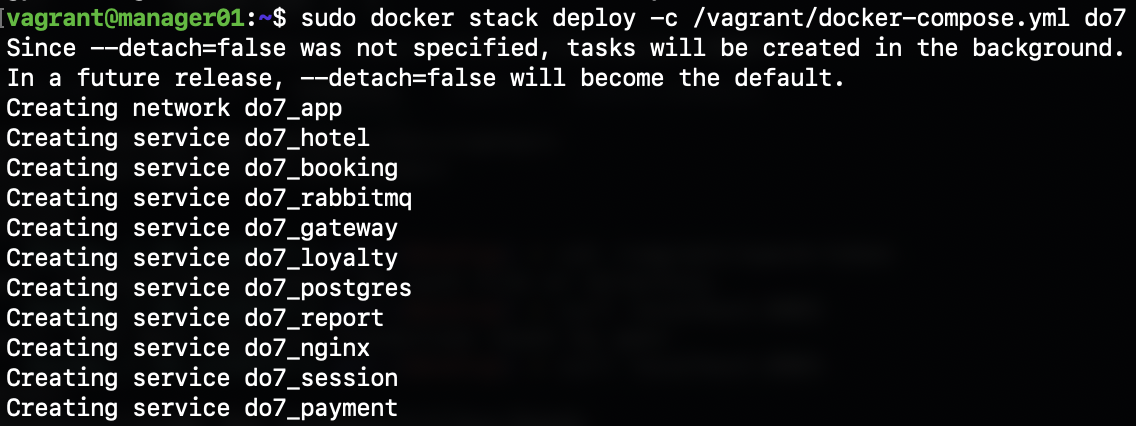 [vagrant@manager01:~$ sudo docker stack deploy -c /vagrant/docker-compose.yml do7
Since --detach=false was not specified, tasks will be created in the background.
In a future release, --detach=false will become the default.
Creating network do7_app
Creating service do7_hotel
Creating service do7_booking
Creating service do7_rabbitmq
Creating service do7_gateway
Creating service do7_loyalty
Creating service do7_postgres
Creating service do7_report
Creating service do7_nginx
Creating service do7_session
Creating service do7_payment